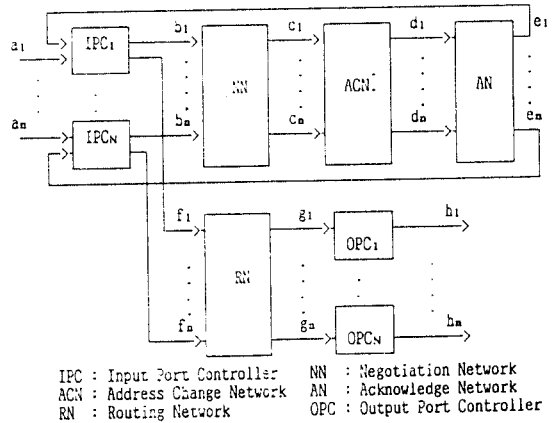 e₁
IPC₁
b₁
c₁
d₁
a₁
NN
ACN.
AN
aₙ
IPCN
bₙ
cₙ
dₙ
eₙ
f₁
g₁
h₁
OPC₁
RN
fₙ
gₙ
hₙ
OPCN
IPC : Input Port Controller NN : Negotiation Network
ACN : Address Change Network AN : Acknowledge Network
RN : Routing Network OPC : Output Port Controller